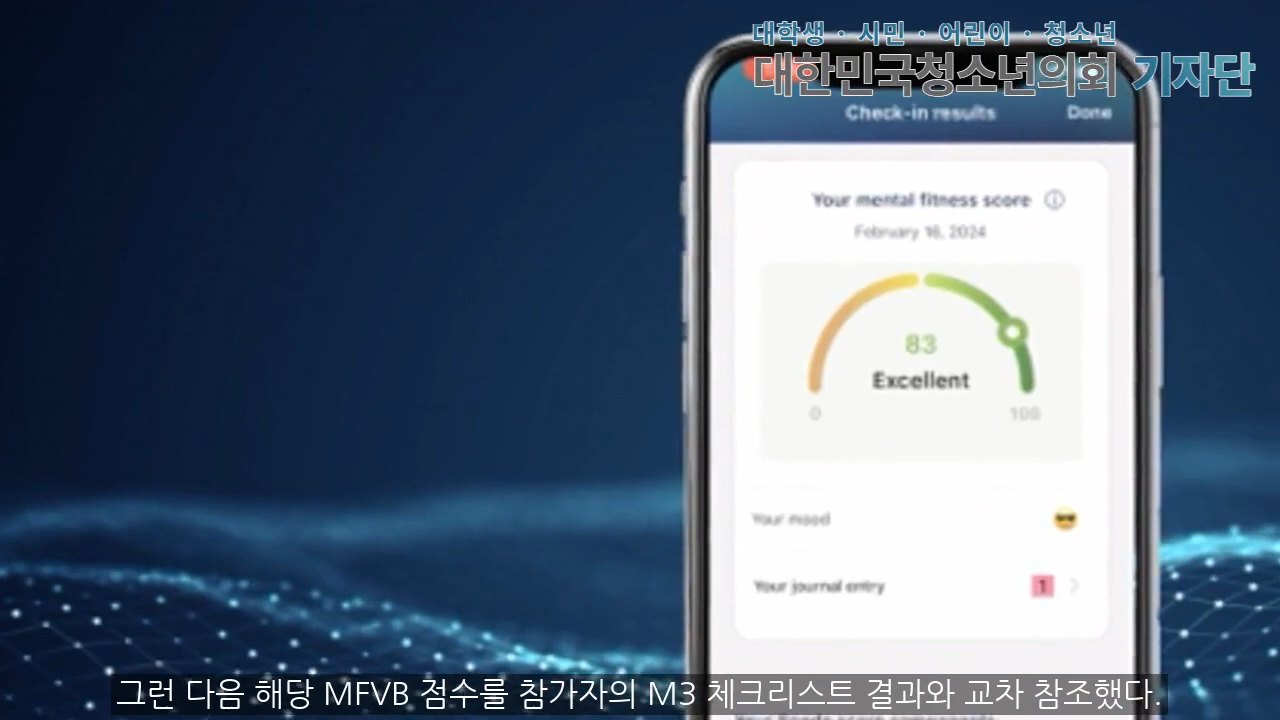 대학생 · 시민 · 어린이 · 청소년
대한민국청소년의회 기자단
Check-in results
Done
Your mental fitness score
February 16, 2024
83
Excellent
0
100
Your mood
Your journal entry
1
그런 다음 해당 MFVB 점수를 참가자의 M3 체크리스트 결과와 교차 참조했다.